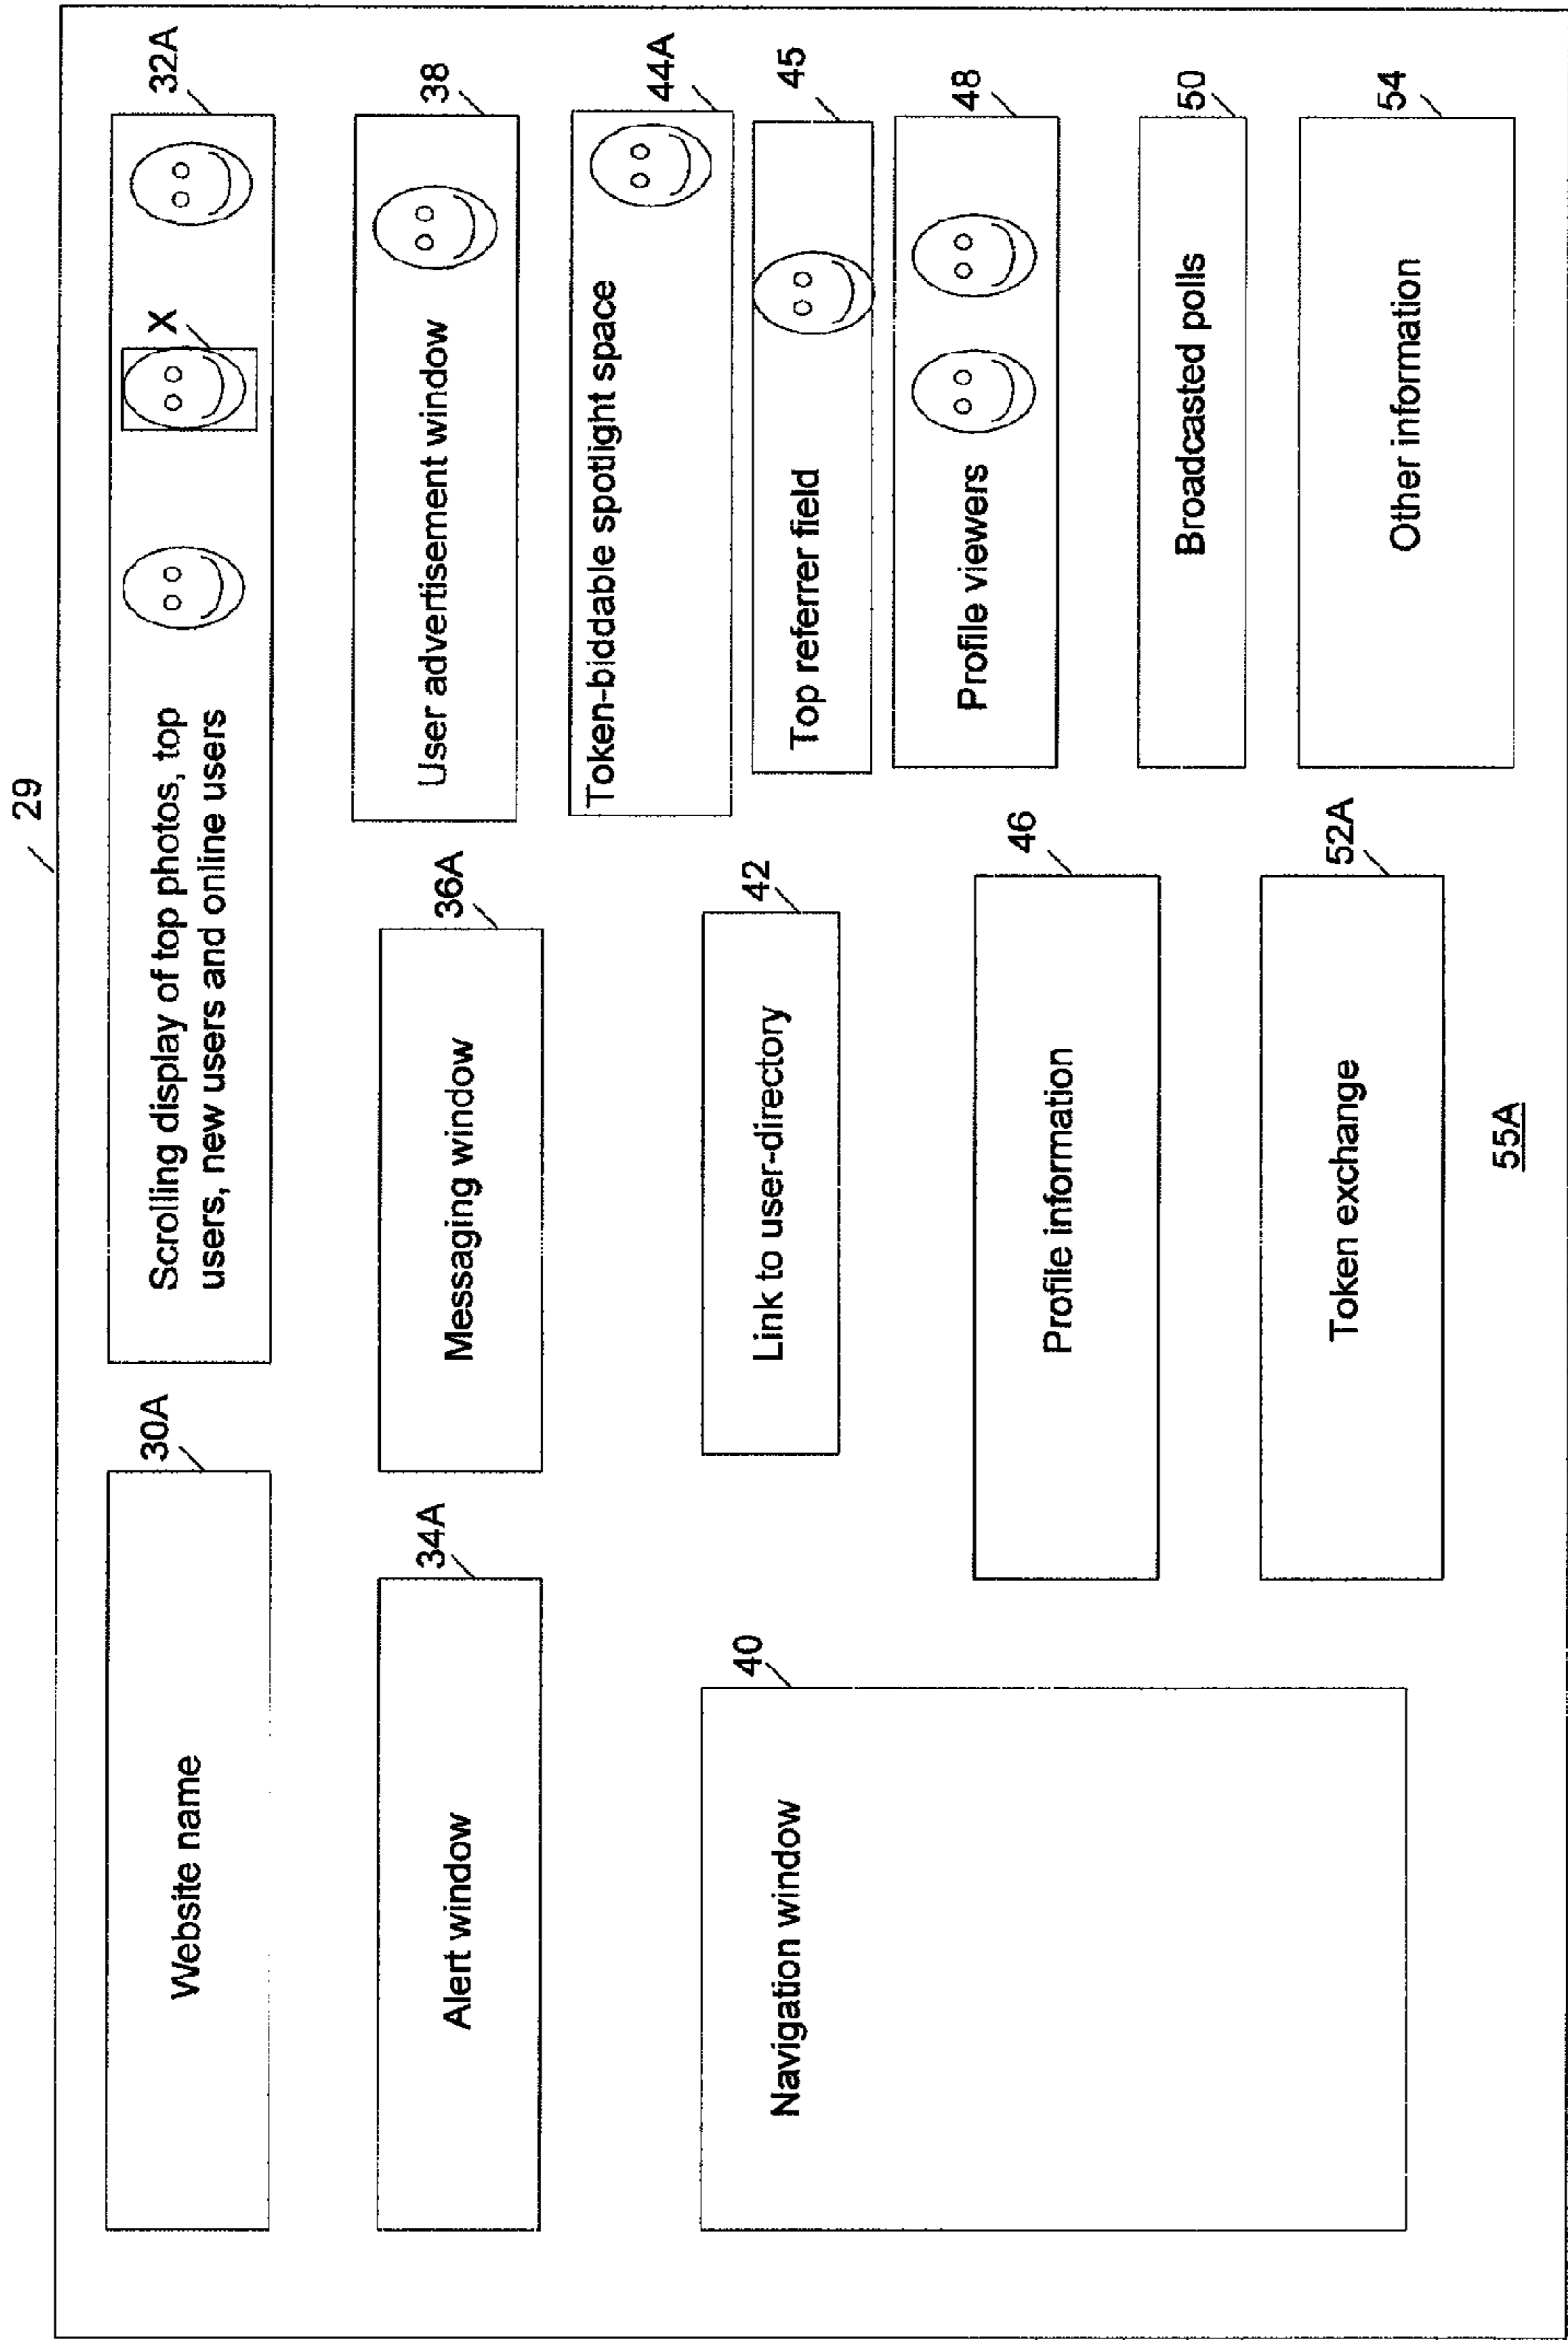 29
30A
Website name
32A
Scrolling display of top photos, top
users, new users and online users
X
34A
Alert window
36A
Messaging window
38
User advertisement window
44A
Token-biddable spotlight space
40
Navigation window
42
Link to user-directory
45
Top referrer field
48
Profile viewers
46
Profile information
50
Broadcasted polls
52A
Token exchange
54
Other information
55A